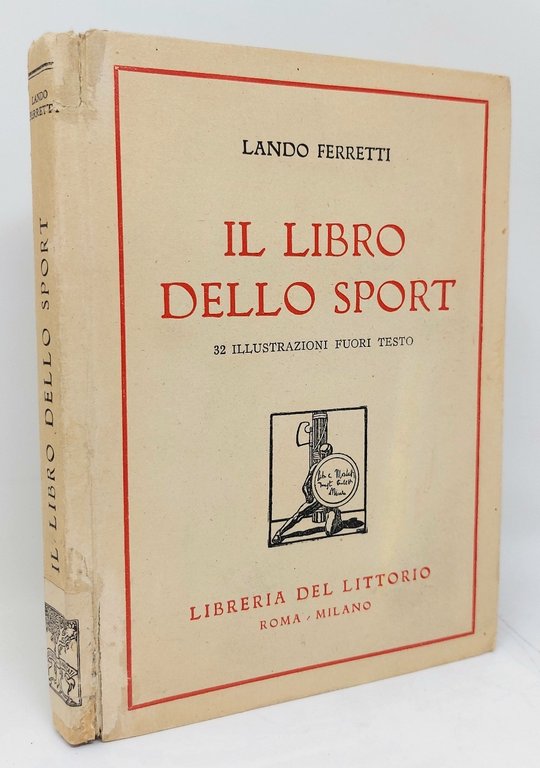 LANDO FERRETTI
IL LIBRO
DELLO SPORT
32 ILLUSTRAZIONI FUORI TESTO
LIBRERIA DEL LITTORIO
ROMA - MILANO
LANDO
FERRETTI
IL LIBRO DELLO SPORT